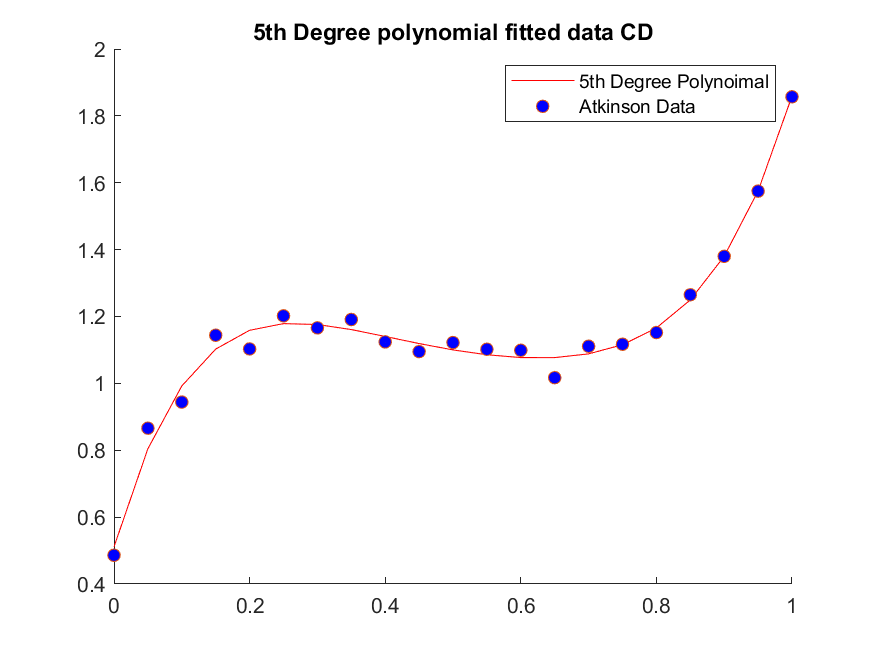 5th Degree polynomial fitted data CD
5th Degree Polynoimal
Atkinson Data
2
1.8
1.6
1.4
1.2
1
0.8
0.6
0.4
0 0.2 0.4 0.6 0.8 1